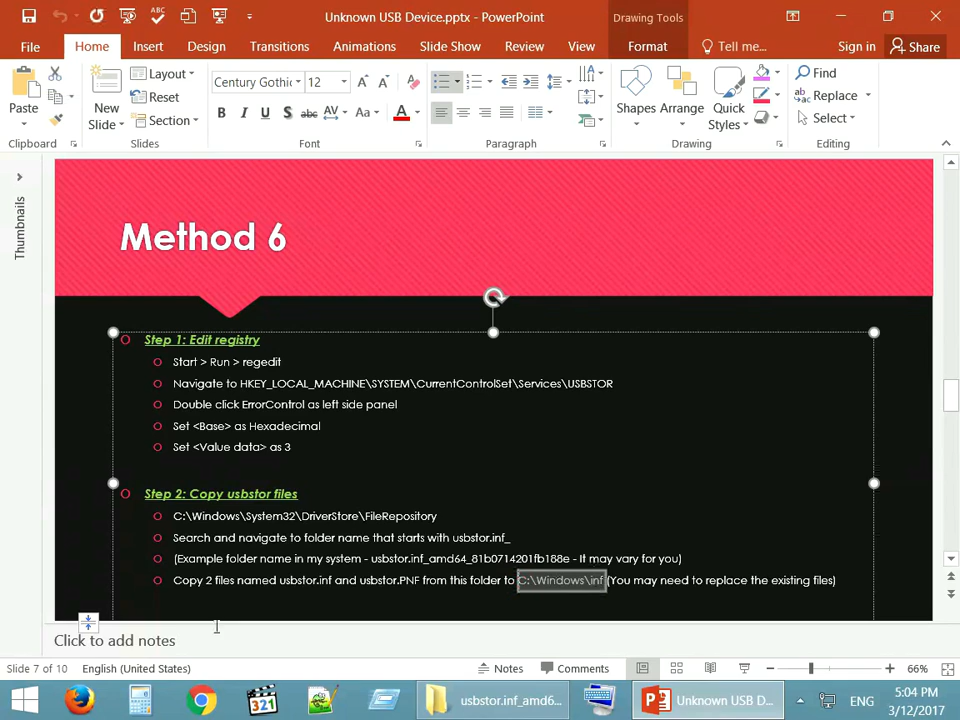 Unknown USB Device.pptx - PowerPoint
Drawing Tools
File Home Insert Design Transitions Animations Slide Show Review View Format Tell me... Sign in Share
Paste
Clipboard
New Slide
Layout
Reset
Section
Slides
Century Gothic 12
B I U S abc AV Aa A
Font
Paragraph
Shapes Arrange Quick Styles
Drawing
Find
Replace
Select
Editing
Thumbnails
Method 6
Step 1: Edit registry
Start > Run > regedit
Navigate to HKEY_LOCAL_MACHINE\SYSTEM\CurrentControlSet\Services\USBSTOR
Double click ErrorControl as left side panel
Set <Base> as Hexadecimal
Set <Value data> as 3
Step 2: Copy usbstor files
C:\Windows\System32\DriverStore\FileRepository
Search and navigate to folder name that starts with usbstor.inf_
(Example folder name in my system - usbstor.inf_amd64_81b0714201fb188e - It may vary for you)
Copy 2 files named usbstor.inf and usbstor.PNF from this folder to C:\Windows\inf (You may need to replace the existing files)
Click to add notes
Slide 7 of 10 English (United States) Notes Comments 66%
321
usbstor.inf_amd6...
Unknown USB D...
ENG
5:04 PM
3/12/2017